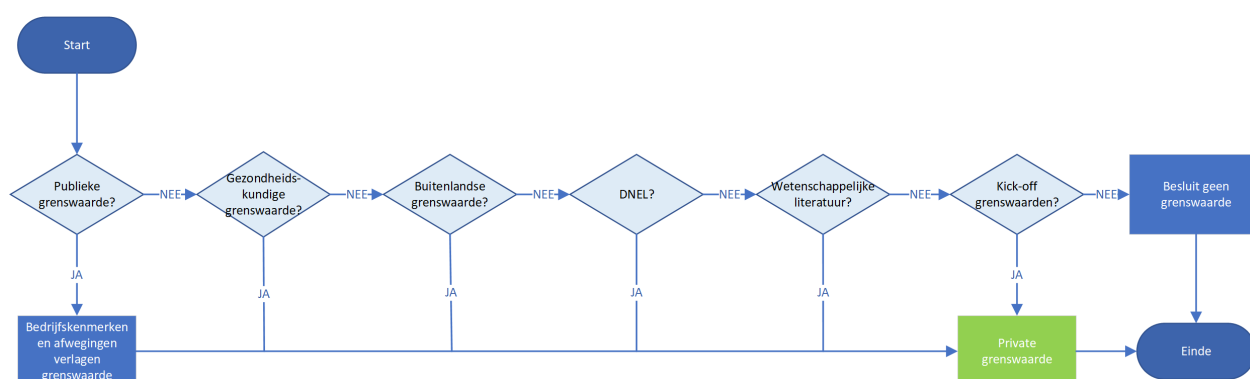 Start
Publieke
grenswaarde?
NEE
Gezondheids-
kundige
grenswaarde?
NEE
Buitenlandse
grenswaarde?
NEE
DNEL?
NEE
Wetenschappelijke
literatuur?
NEE
Kick-off
grenswaarden?
NEE
Besluit geen
grenswaarde
JA
JA
JA
JA
JA
JA
Bedrijfskenmerken
en afwegingen
verlagen
grenswaarde
Private
grenswaarde
Einde